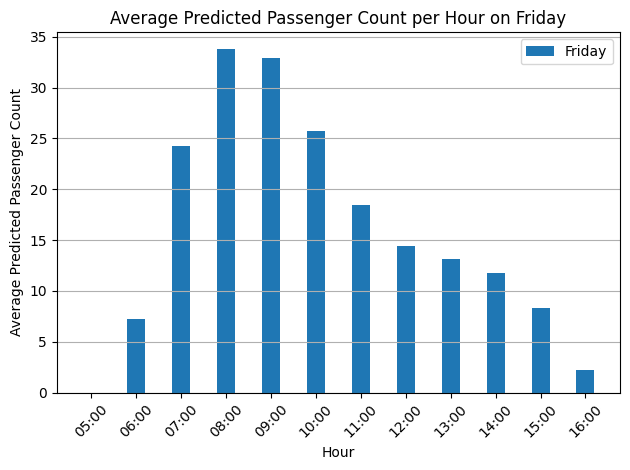 Average Predicted Passenger Count per Hour on Friday
Friday
Average Predicted Passenger Count
35
30
25
20
15
10
5
0
05:00 06:00 07:00 08:00 09:00 10:00 11:00 12:00 13:00 14:00 15:00 16:00
Hour